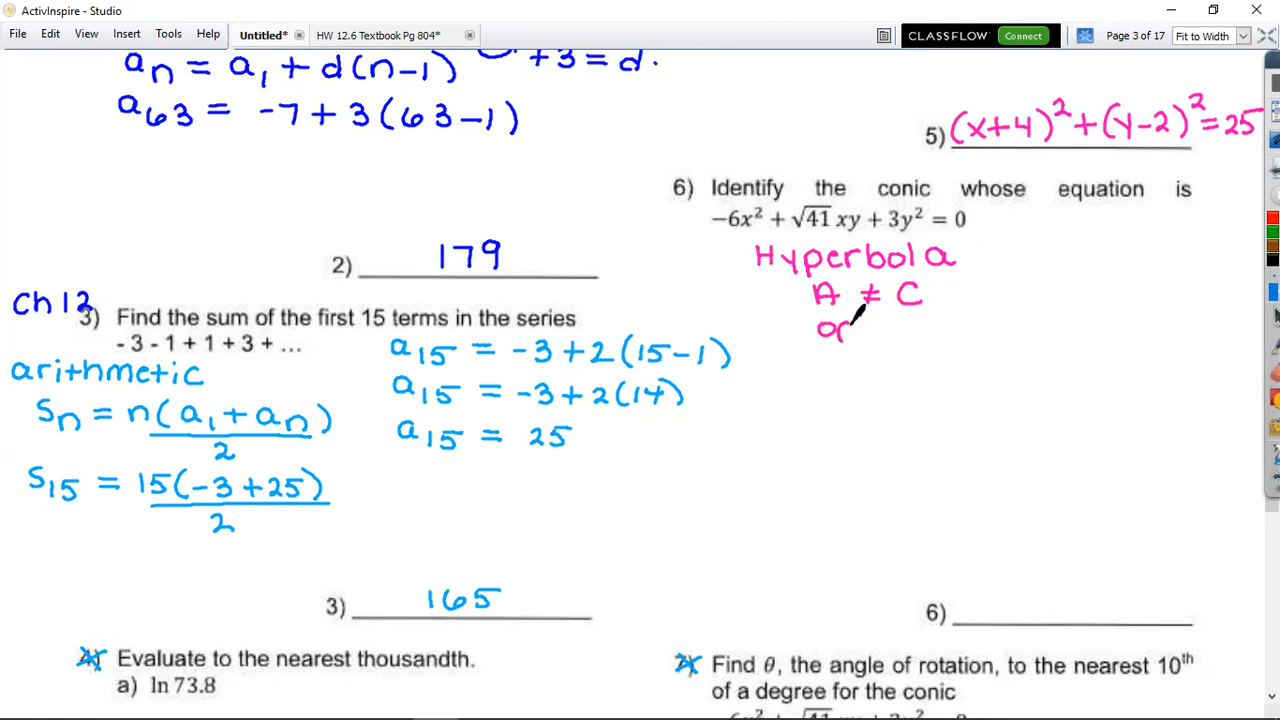 ActivInspire - Studio
File Edit View Insert Tools Help
Untitled*
HW 12.6 Textbook Pg 804*
CLASSFLOW Connect
Page 3 of 17
Fit to Width
aₙ = a₁ + d(n-1)
+3 = d.
a₆₃ = -7 + 3(63-1)
2) 179
Ch 12
3) Find the sum of the first 15 terms in the series
- 3 - 1 + 1 + 3 + ...
arithmetic
Sₙ = n(a₁ + aₙ)
2
S₁₅ = 15(-3 +25)
2
a₁₅ = -3+2(15-1)
a₁₅ = -3+2(14)
a₁₅ = 25
3) 165
4) Evaluate to the nearest thousandth.
a) ln 73.8
5) (x+4)² + (y-2)² = 25
6) Identify the conic whose equation is
−6x² + √41 xy + 3y² = 0
Hyperbola
A ≠ C
or
6)
7) Find θ, the angle of rotation, to the nearest 10th
of a degree for the conic